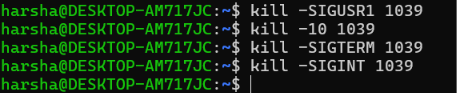 harsha@DESKTOP-AM717JC:~$ kill -SIGUSR1 1039
harsha@DESKTOP-AM717JC:~$ kill -10 1039
harsha@DESKTOP-AM717JC:~$ kill -SIGTERM 1039
harsha@DESKTOP-AM717JC:~$ kill -SIGINT 1039
harsha@DESKTOP-AM717JC:~$